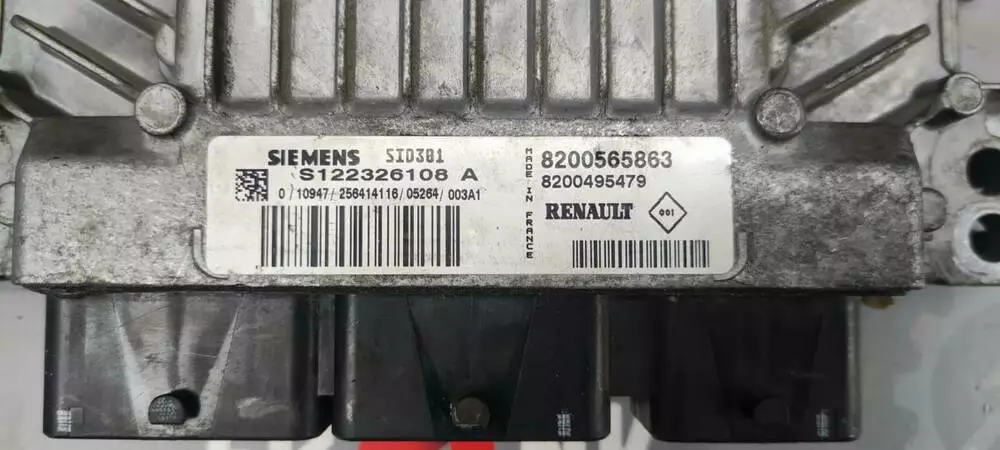 SIEMENS SID301
S122326108 A
0/10947/256414116/05264/003A1
MADE IN FRANCE
8200565863
8200495479
RENAULT 001